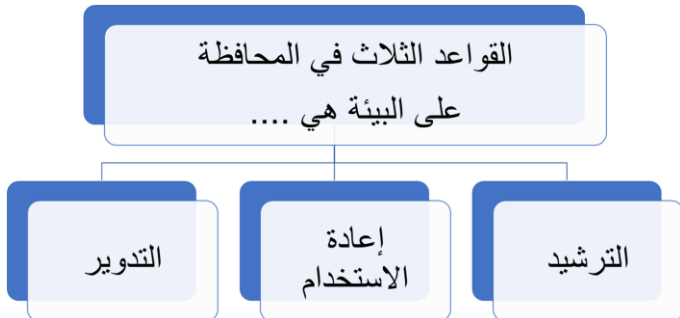 القواعد الثلاث في المحافظة
على البيئة هي ....
الترشيد
إعادة
الاستخدام
التدوير